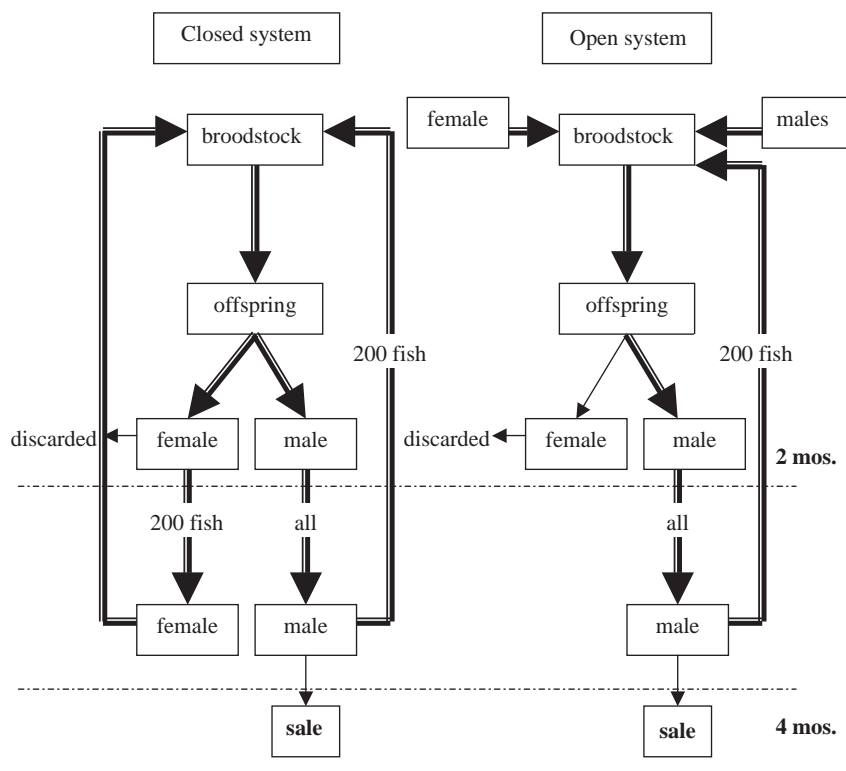 Closed system
Open system
female
males
broodstock
broodstock
offspring
offspring
200 fish
200 fish
discarded
female
male
discarded
female
male
2 mos.
200 fish
all
all
female
male
male
sale
sale
4 mos.